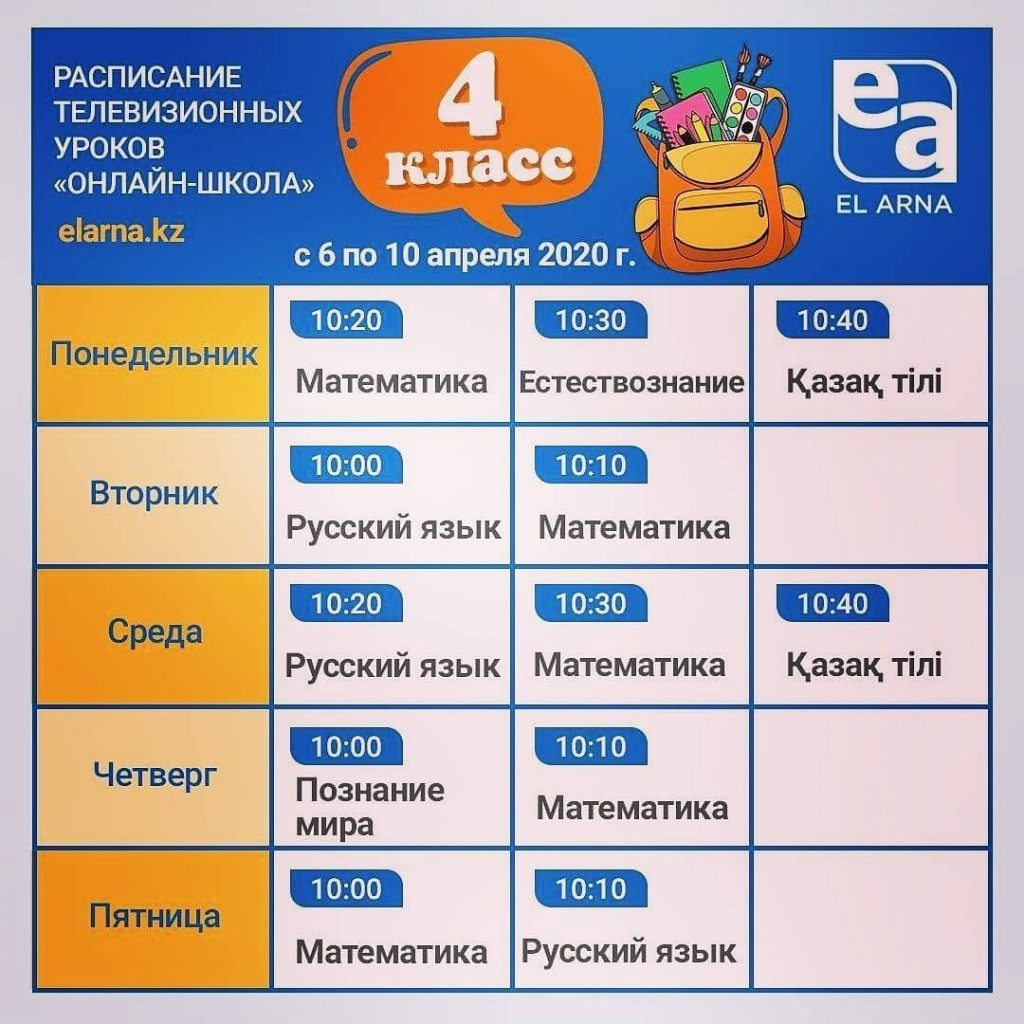 РАСПИСАНИЕ
ТЕЛЕВИЗИОННЫХ
УРОКОВ
«ОНЛАЙН-ШКОЛА»
elarna.kz
4
класс
с 6 по 10 апреля 2020 г.
ea
EL ARNA
Понедельник
10:20
Математика
10:30
Естествознание
10:40
Қазақ тілі
Вторник
10:00
Русский язык
10:10
Математика
Среда
10:20
Русский язык
10:30
Математика
10:40
Қазақ тілі
Четверг
10:00
Познание
мира
10:10
Математика
Пятница
10:00
Математика
10:10
Русский язык